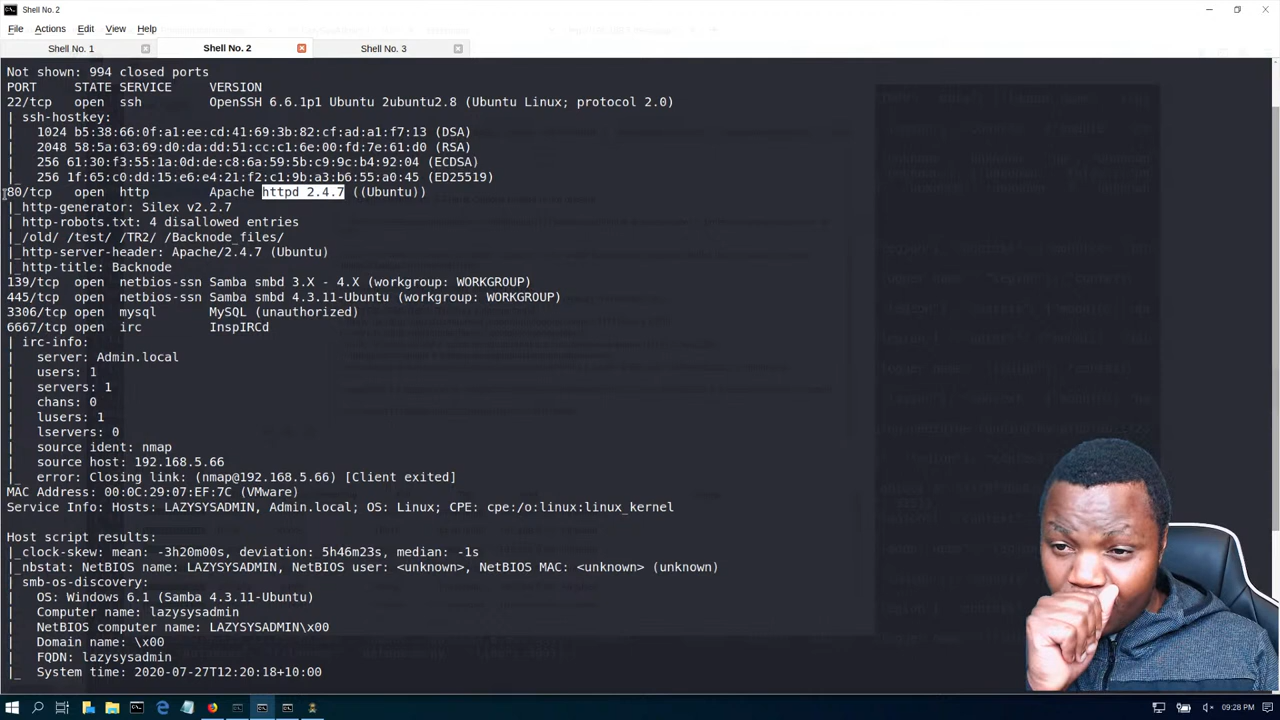 Shell No. 2
File Actions Edit View Help
Shell No. 1
Shell No. 2
Shell No. 3
Not shown: 994 closed ports
PORT STATE SERVICE VERSION
22/tcp open ssh OpenSSH 6.6.1p1 Ubuntu 2ubuntu2.8 (Ubuntu Linux; protocol 2.0)
| ssh-hostkey:
| 1024 b5:38:66:0f:a1:ee:cd:41:69:3b:82:cf:ad:a1:f7:13 (DSA)
| 2048 58:5a:63:69:d0:da:dd:51:cc:c1:6e:00:fd:7e:61:d0 (RSA)
| 256 61:30:f3:55:1a:0d:de:c8:6a:59:5b:c9:9c:b4:92:04 (ECDSA)
|_ 256 1f:65:c0:dd:15:e6:e4:21:f2:c1:9b:a3:b6:55:a0:45 (ED25519)
80/tcp open http Apache httpd 2.4.7 ((Ubuntu))
|_http-generator: Silex v2.2.7
| http-robots.txt: 4 disallowed entries
|_/old/ /test/ /TR2/ /Backnode_files/
|_http-server-header: Apache/2.4.7 (Ubuntu)
|_http-title: Backnode
139/tcp open netbios-ssn Samba smbd 3.X - 4.X (workgroup: WORKGROUP)
445/tcp open netbios-ssn Samba smbd 4.3.11-Ubuntu (workgroup: WORKGROUP)
3306/tcp open mysql MySQL (unauthorized)
6667/tcp open irc InspIRCd
| irc-info:
| server: Admin.local
| users: 1
| servers: 1
| chans: 0
| lusers: 1
| lservers: 0
| source ident: nmap
| source host: 192.168.5.66
|_ error: Closing link: (nmap@192.168.5.66) [Client exited]
MAC Address: 00:0C:29:07:EF:7C (VMware)
Service Info: Hosts: LAZYSYSADMIN, Admin.local; OS: Linux; CPE: cpe:/o:linux:linux_kernel
Host script results:
|_clock-skew: mean: -3h20m00s, deviation: 5h46m23s, median: -1s
|_nbstat: NetBIOS name: LAZYSYSADMIN, NetBIOS user: <unknown>, NetBIOS MAC: <unknown> (unknown)
| smb-os-discovery:
| OS: Windows 6.1 (Samba 4.3.11-Ubuntu)
| Computer name: lazysysadmin
| NetBIOS computer name: LAZYSYSADMIN\x00
| Domain name: \x00
| FQDN: lazysysadmin
|_ System time: 2020-07-27T12:20:18+10:00
09:28 PM